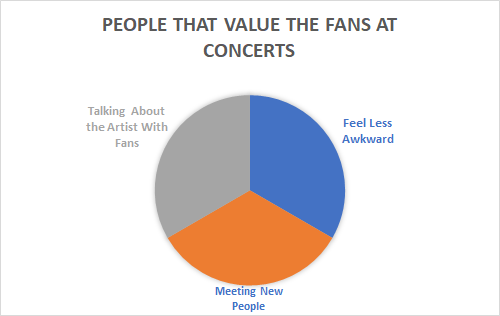 PEOPLE THAT VALUE THE FANS AT
CONCERTS
Talking About
the Artist With
Fans
Feel Less
Awkward
Meeting New
People